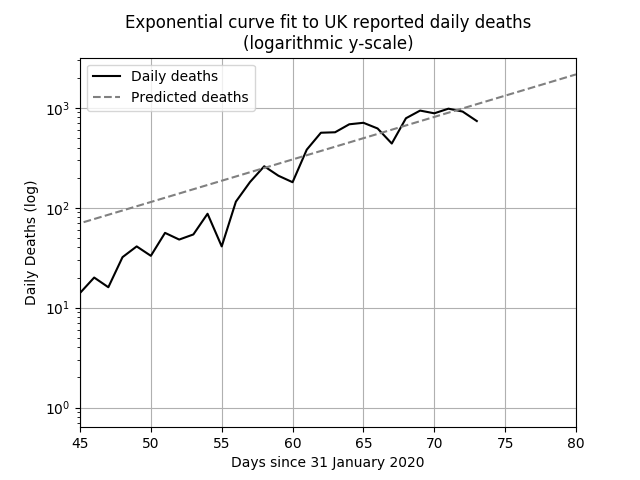 Exponential curve fit to UK reported daily deaths
(logarithmic y-scale)
Daily deaths
Predicted deaths
10³
10²
10¹
10⁰
Daily Deaths (log)
45 50 55 60 65 70 75 80
Days since 31 January 2020